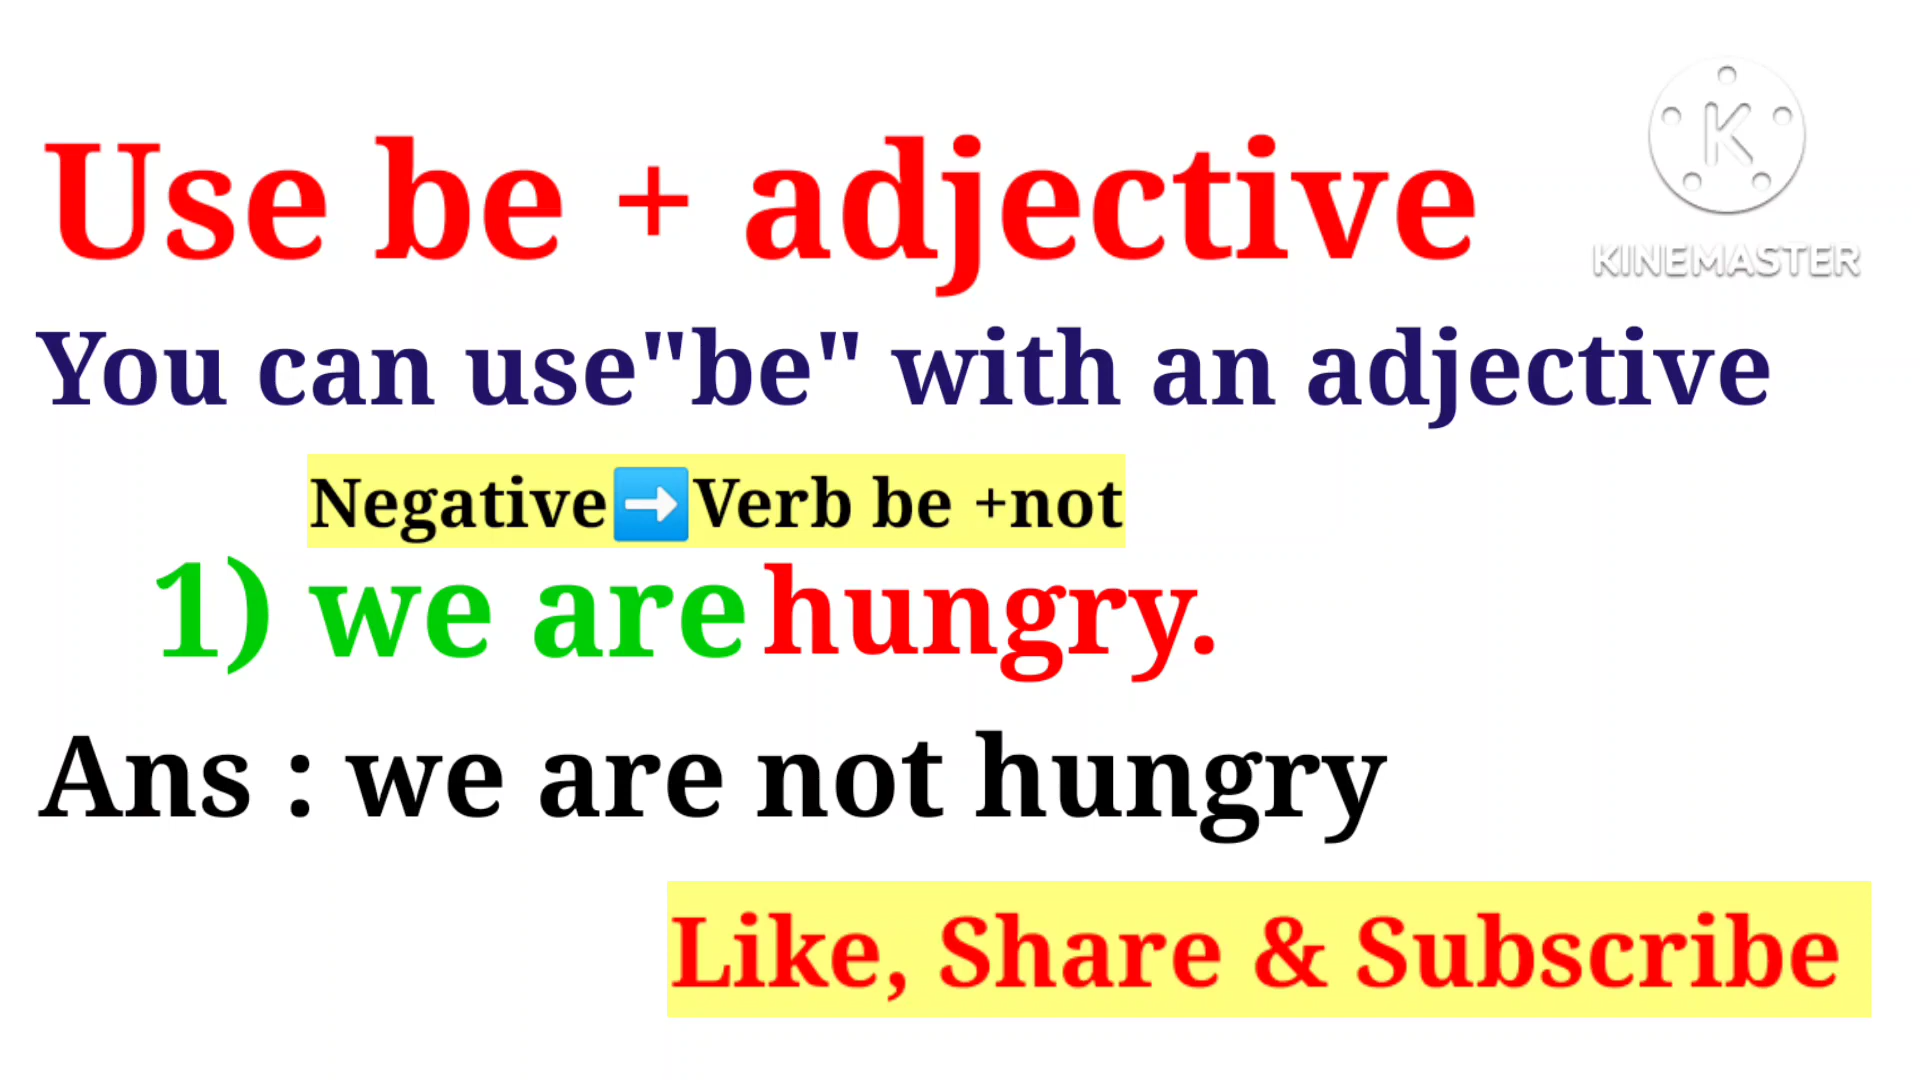 Use be + adjective
K
KINEMASTER
You can use"be" with an adjective
Negative➡️Verb be +not
1) we are hungry.
Ans : we are not hungry
Like, Share & Subscribe